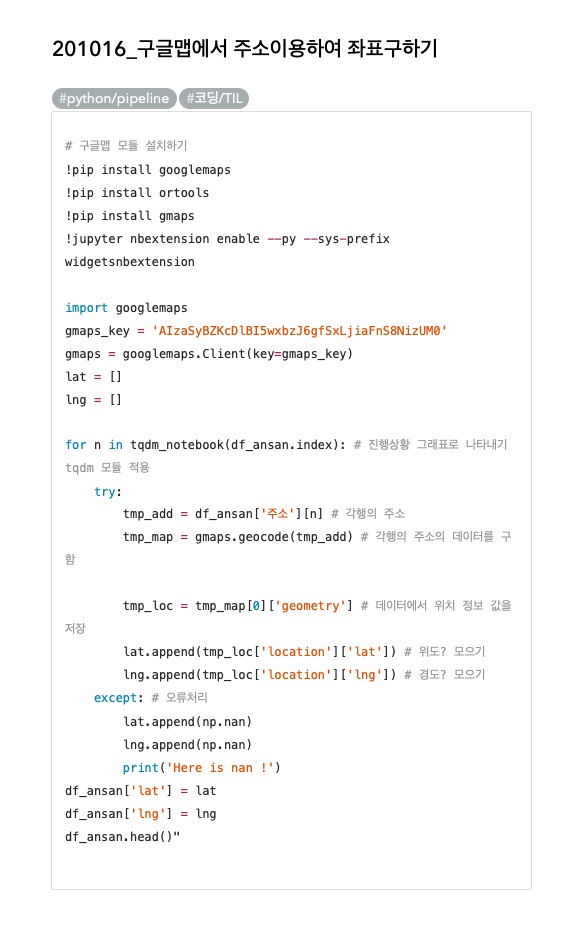 201016_구글맵에서 주소이용하여 좌표구하기
#python/pipeline #코딩/TIL
# 구글맵 모듈 설치하기
!pip install googlemaps
!pip install ortools
!pip install gmaps
!jupyter nbextension enable --py --sys-prefix
widgetsnbextension
import googlemaps
gmaps_key = 'AIzaSyBZKcDlBI5wxbzJ6gfSxLjiaFnS8NizUM0'
gmaps = googlemaps.Client(key=gmaps_key)
lat = []
lng = []
for n in tqdm_notebook(df_ansan.index): # 진행상황 그래표로 나타내기
tqdm 모듈 적용
try:
tmp_add = df_ansan['주소'][n] # 각행의 주소
tmp_map = gmaps.geocode(tmp_add) # 각행의 주소의 데이터를 구
함
tmp_loc = tmp_map[0]['geometry'] # 데이터에서 위치 정보 값을
저장
lat.append(tmp_loc['location']['lat']) # 위도? 모으기
lng.append(tmp_loc['location']['lng']) # 경도? 모으기
except: # 오류처리
lat.append(np.nan)
lng.append(np.nan)
print('Here is nan !')
df_ansan['lat'] = lat
df_ansan['lng'] = lng
df_ansan.head()"